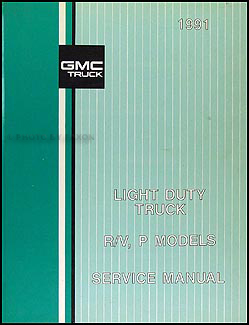 1991
GMC
TRUCK
LIGHT DUTY
TRUCK
R/V, P MODELS
SERVICE MANUAL